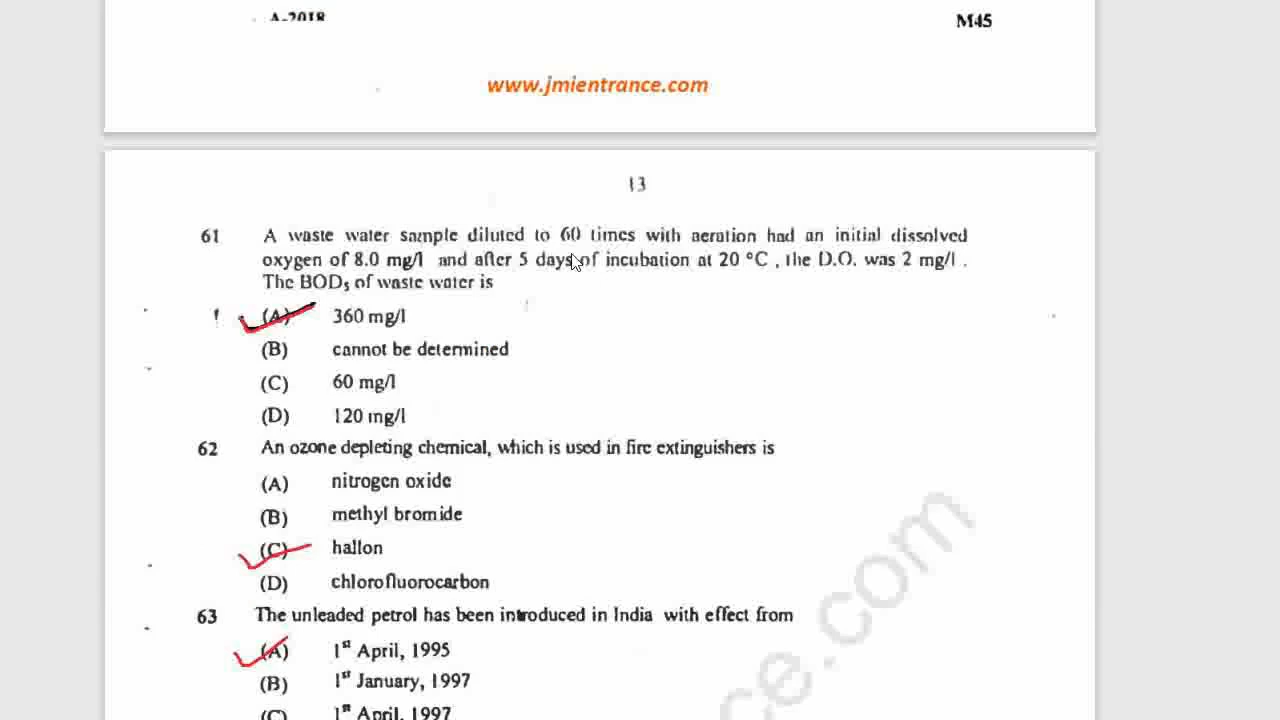 A-2018
M45
www.jmientrance.com
13
61 A waste water sample diluted to 60 times with aeration had an initial dissolved
oxygen of 8.0 mg/l and after 5 days of incubation at 20 °C , the D.O. was 2 mg/l .
The BOD₅ of waste water is
(A) 360 mg/l
(B) cannot be determined
(C) 60 mg/l
(D) 120 mg/l
62 An ozone depleting chemical, which is used in fire extinguishers is
(A) nitrogen oxide
(B) methyl bromide
(C) hallon
(D) chlorofluorocarbon
63 The unleaded petrol has been introduced in India with effect from
(A) 1st April, 1995
(B) 1st January, 1997
(C) 1st April, 1997
ce.com